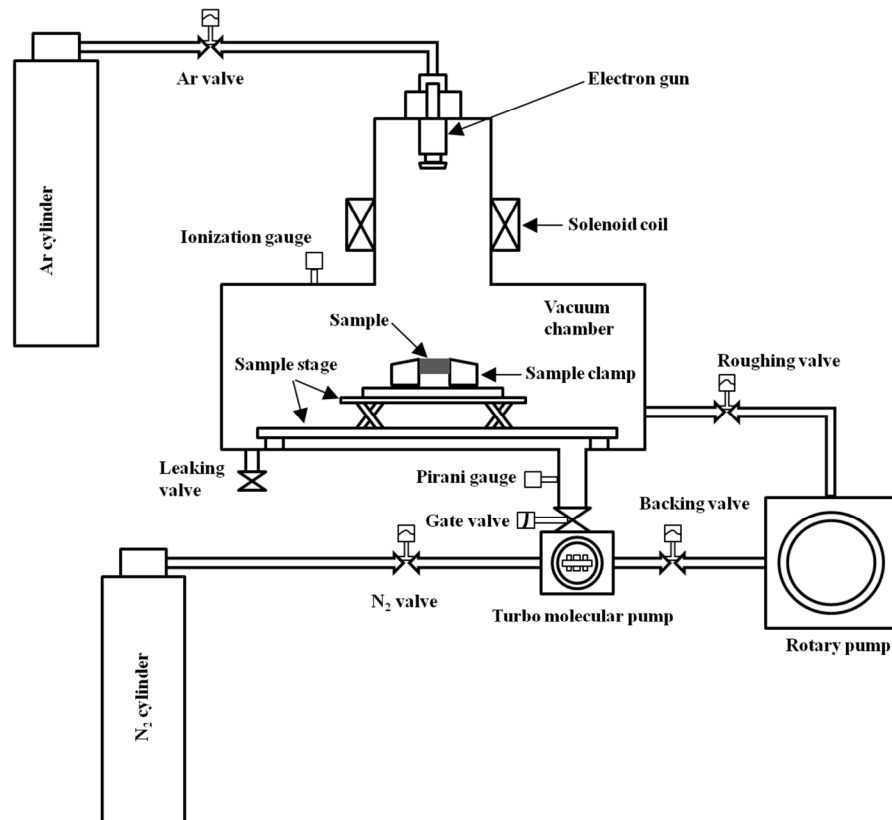 Ar valve
Electron gun
Ar cylinder
Solenoid coil
Ionization gauge
Vacuum
chamber
Sample
Sample stage
Sample clamp
Roughing valve
Leaking
valve
Pirani gauge
Backing valve
Gate valve
N₂ valve
Turbo molecular pump
Rotary pump
N₂ cylinder